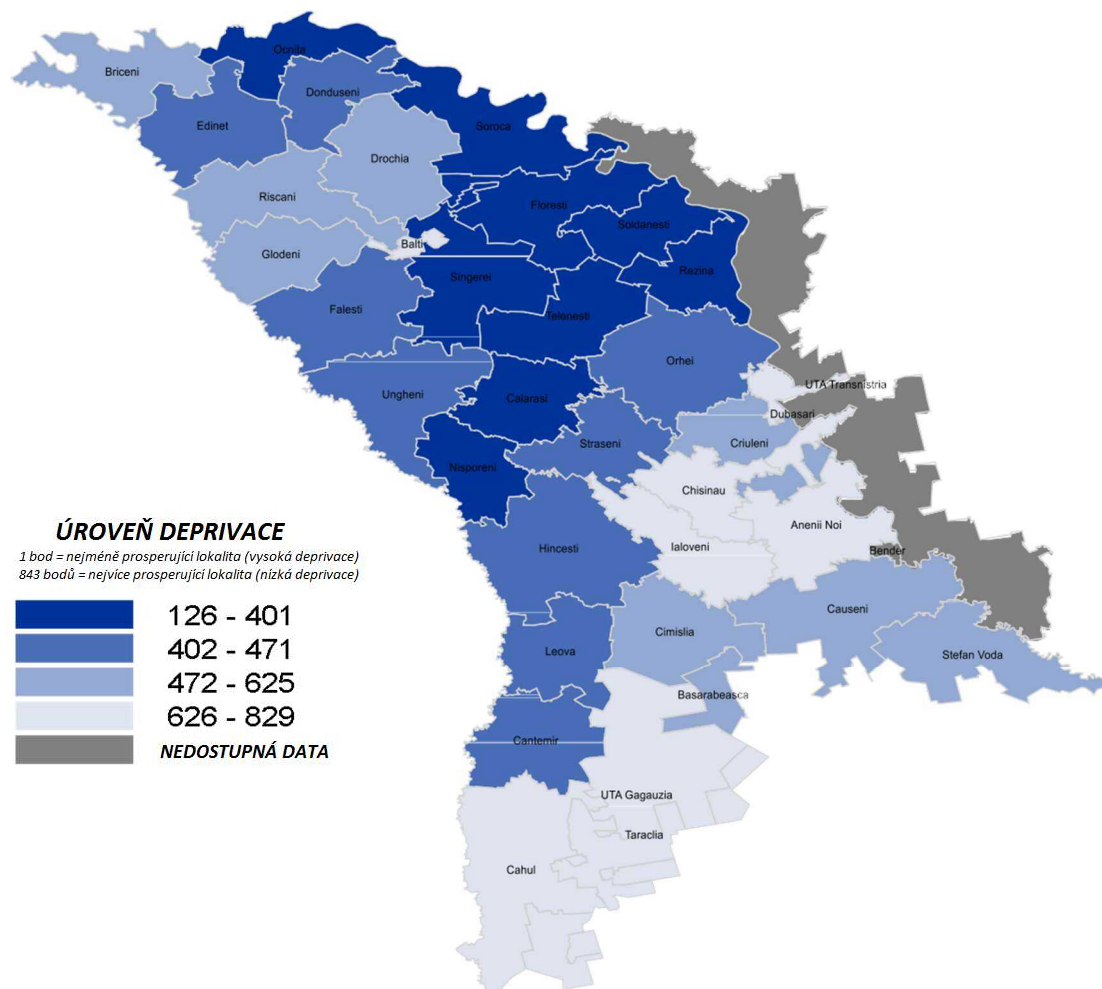 Ocnita
Briceni
Donduseni
Edinet
Soroca
Drochia
Riscani
Floresti
Soldanesti
Balti
Glodeni
Rezina
Singerei
Falesti
Telenesti
Orhei
UTA Transnistria
Ungheni
Calarasi
Dubasari
Straseni
Criuleni
Nisporeni
Chisinau
Anenii Noi
Hincesti
Ialoveni
Bender
Causeni
Cimislia
Leova
Stefan Voda
Basarabeasca
Cantemir
UTA Gagauzia
Taraclia
Cahul
ÚROVEŇ DEPRIVACE
1 bod = nejméně prosperující lokalita (vysoká deprivace)
843 bodů = nejvíce prosperující lokalita (nízká deprivace)
126 - 401
402 - 471
472 - 625
626 - 829
NEDOSTUPNÁ DATA